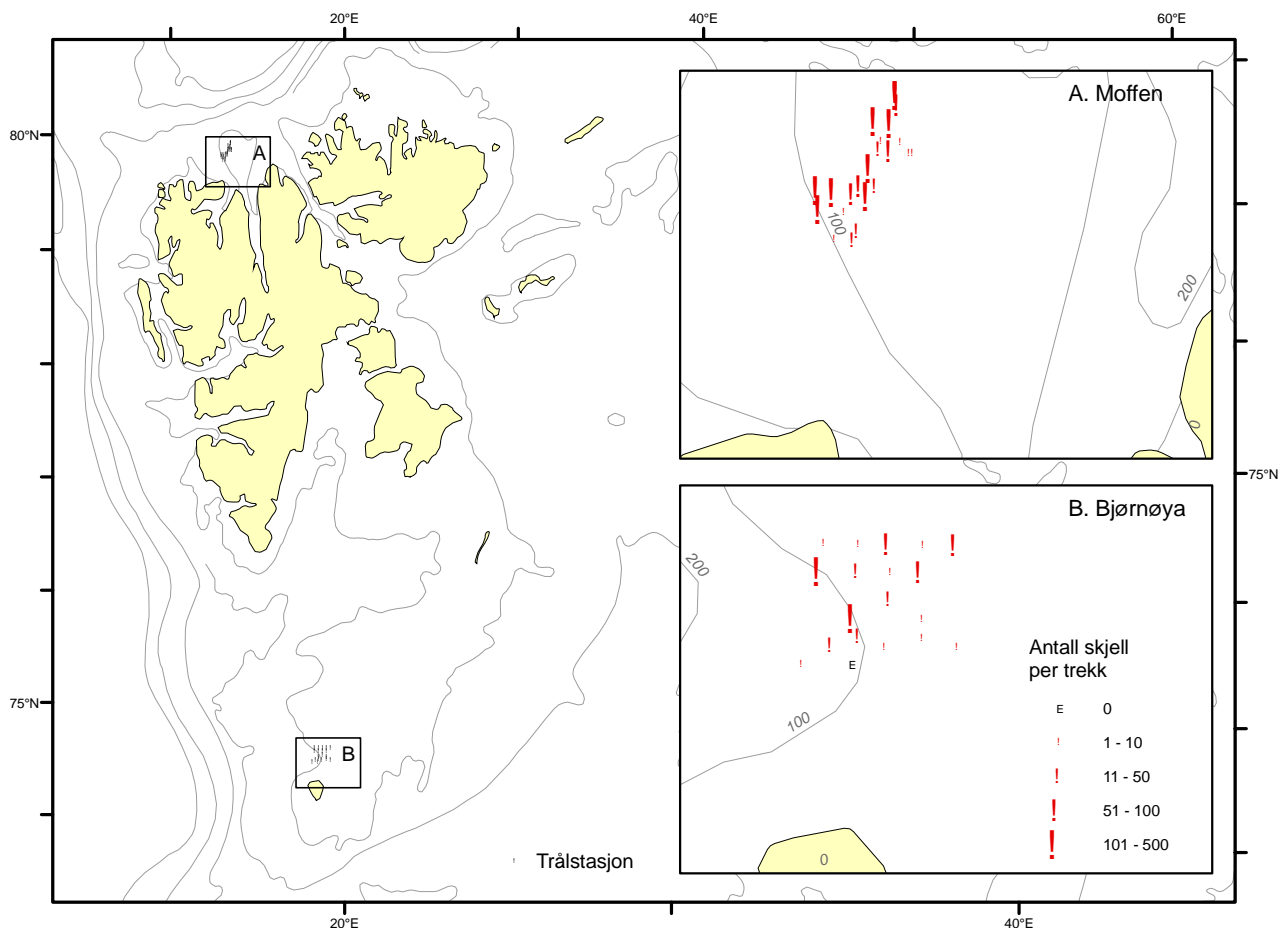 20°E
40°E
60°E
80°N
A
A. Moffen
100
200
0
75°N
B. Bjørnøya
200
100
0
Antall skjell
per trekk
E
E 0
! 1 - 10
! 11 - 50
! 51 - 100
! 101 - 500
75°N
B
! Trålstasjon
20°E
40°E